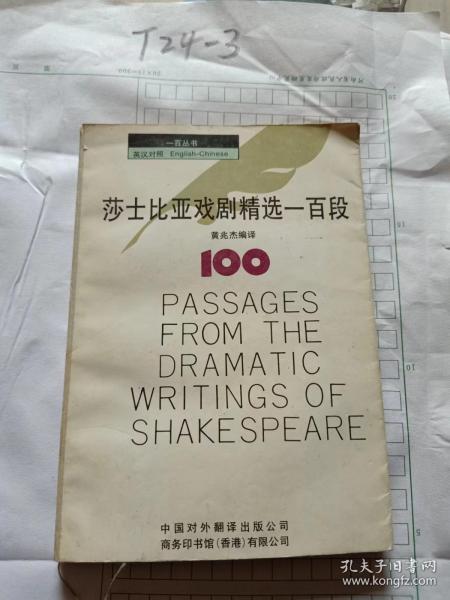 T24-3
一百丛书
英汉对照 English-Chinese
莎士比亚戏剧精选一百段
黄兆杰编译
100
PASSAGES
FROM THE
DRAMATIC
WRITINGS OF
SHAKESPEARE
中国对外翻译出版公司
商务印书馆(香港)有限公司
孔夫子旧书网
www.kongfz.com